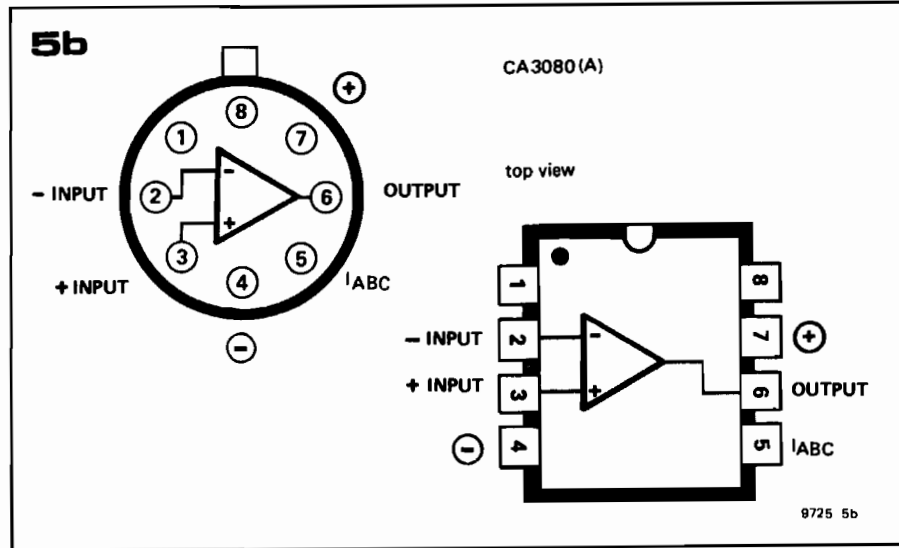 5b
CA3080(A)
top view
8
1
7
+
- INPUT
2
-
6
OUTPUT
+
3
5
+ INPUT
4
IABC
-
1
8
- INPUT
2
-
7
+
+ INPUT
3
+
6
OUTPUT
-
4
5
IABC
9725 5b